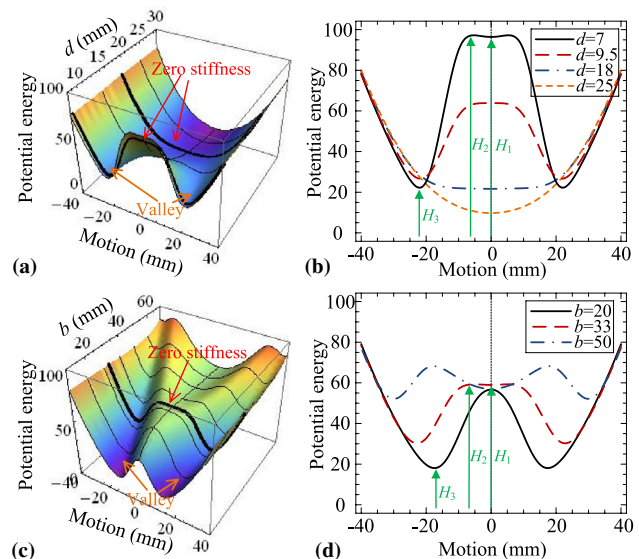 d (mm)
10 15 20 25 30
Zero stiffness
100
50
0
Potential energy
Valley
-40
-20
0
20
40
Motion (mm)
(a)
100
80
60
40
20
0
Potential energy
d=7
d=9.5
d=18
d=25
H2
H1
H3
-40 -20 0 20 40
Motion (mm)
(b)
b (mm)
20 40 60
Zero stiffness
100
50
0
Potential energy
Valley
-40
-20
0
20
40
Motion (mm)
(c)
100
80
60
40
20
0
Potential energy
b=20
b=33
b=50
H2
H1
H3
-40 -20 0 20 40
Motion (mm)
(d)